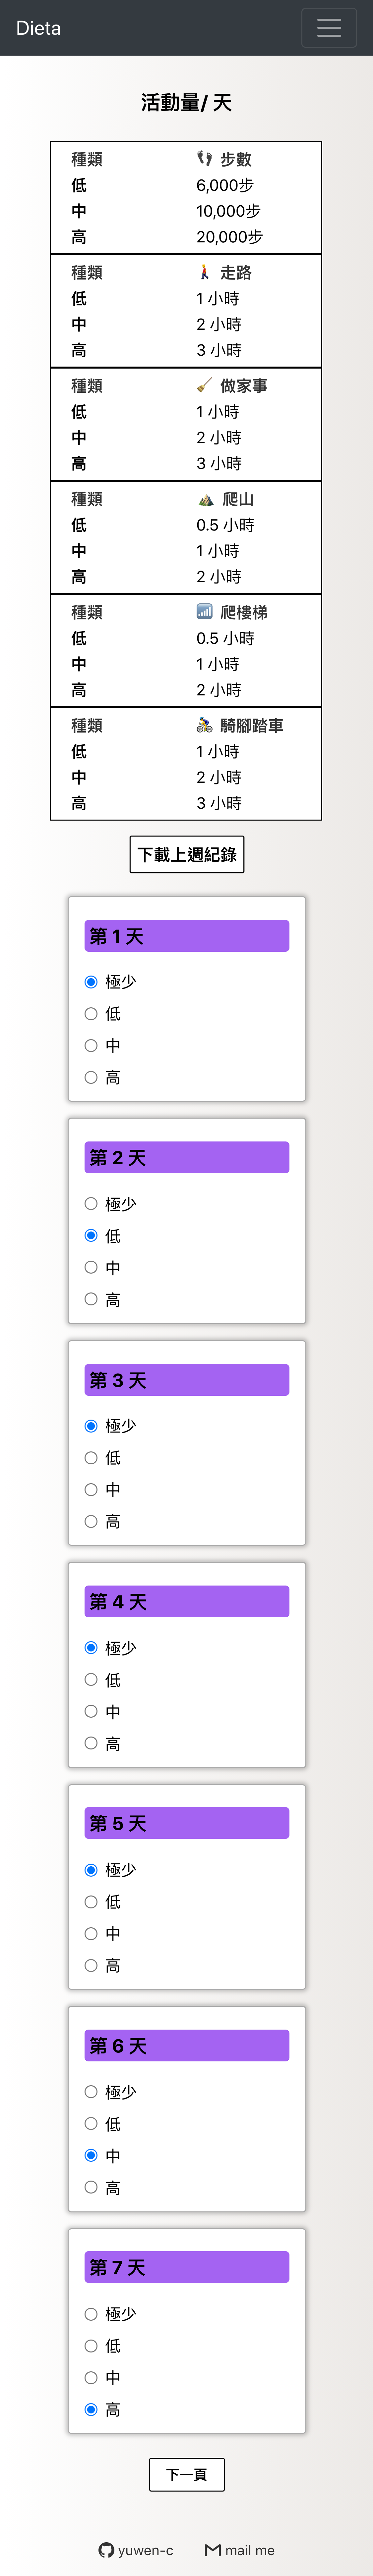 Dieta
活動量/ 天
種類 步數
低 6,000步
中 10,000步
高 20,000步
種類 走路
低 1 小時
中 2 小時
高 3 小時
種類 做家事
低 1 小時
中 2 小時
高 3 小時
種類 爬山
低 0.5 小時
中 1 小時
高 2 小時
種類 爬樓梯
低 0.5 小時
中 1 小時
高 2 小時
種類 騎腳踏車
低 1 小時
中 2 小時
高 3 小時
下載上週紀錄
第 1 天
極少
低
中
高
第 2 天
極少
低
中
高
第 3 天
極少
低
中
高
第 4 天
極少
低
中
高
第 5 天
極少
低
中
高
第 6 天
極少
低
中
高
第 7 天
極少
低
中
高
下一頁
yuwen-c mail me